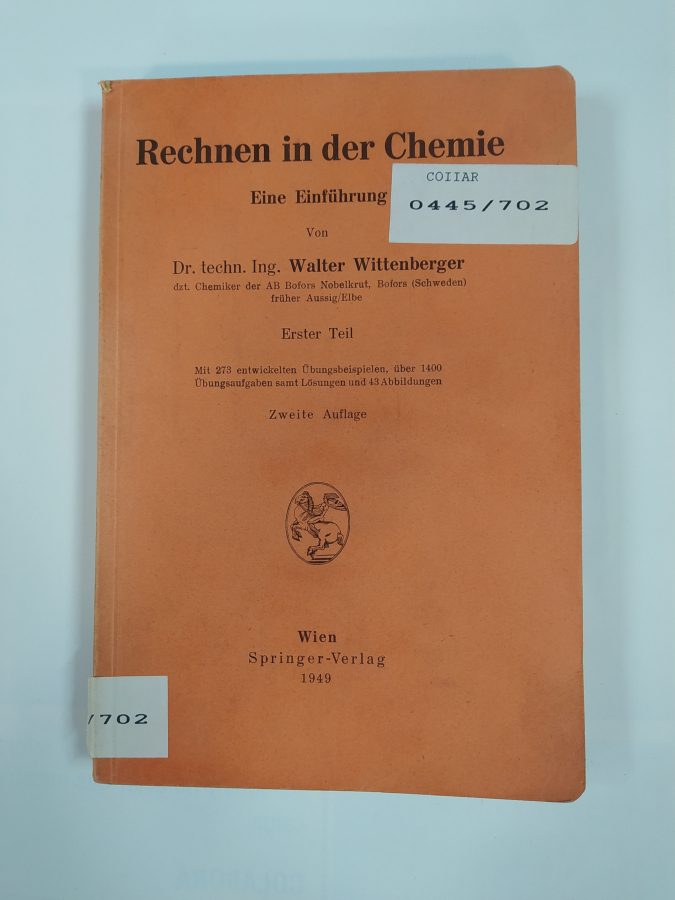 Rechnen in der Chemie
COIIAR
Eine Einführung
0445/702
Von
Dr. techn. Ing. Walter Wittenberger
dzt. Chemiker der AB Bofors Nobelkrut, Bofors (Schweden)
früher Aussig/Elbe
Erster Teil
Mit 273 entwickelten Übungsbeispielen, über 1400
Übungsaufgaben samt Lösungen und 43 Abbildungen
Zweite Auflage
Wien
Springer-Verlag
1949
/702